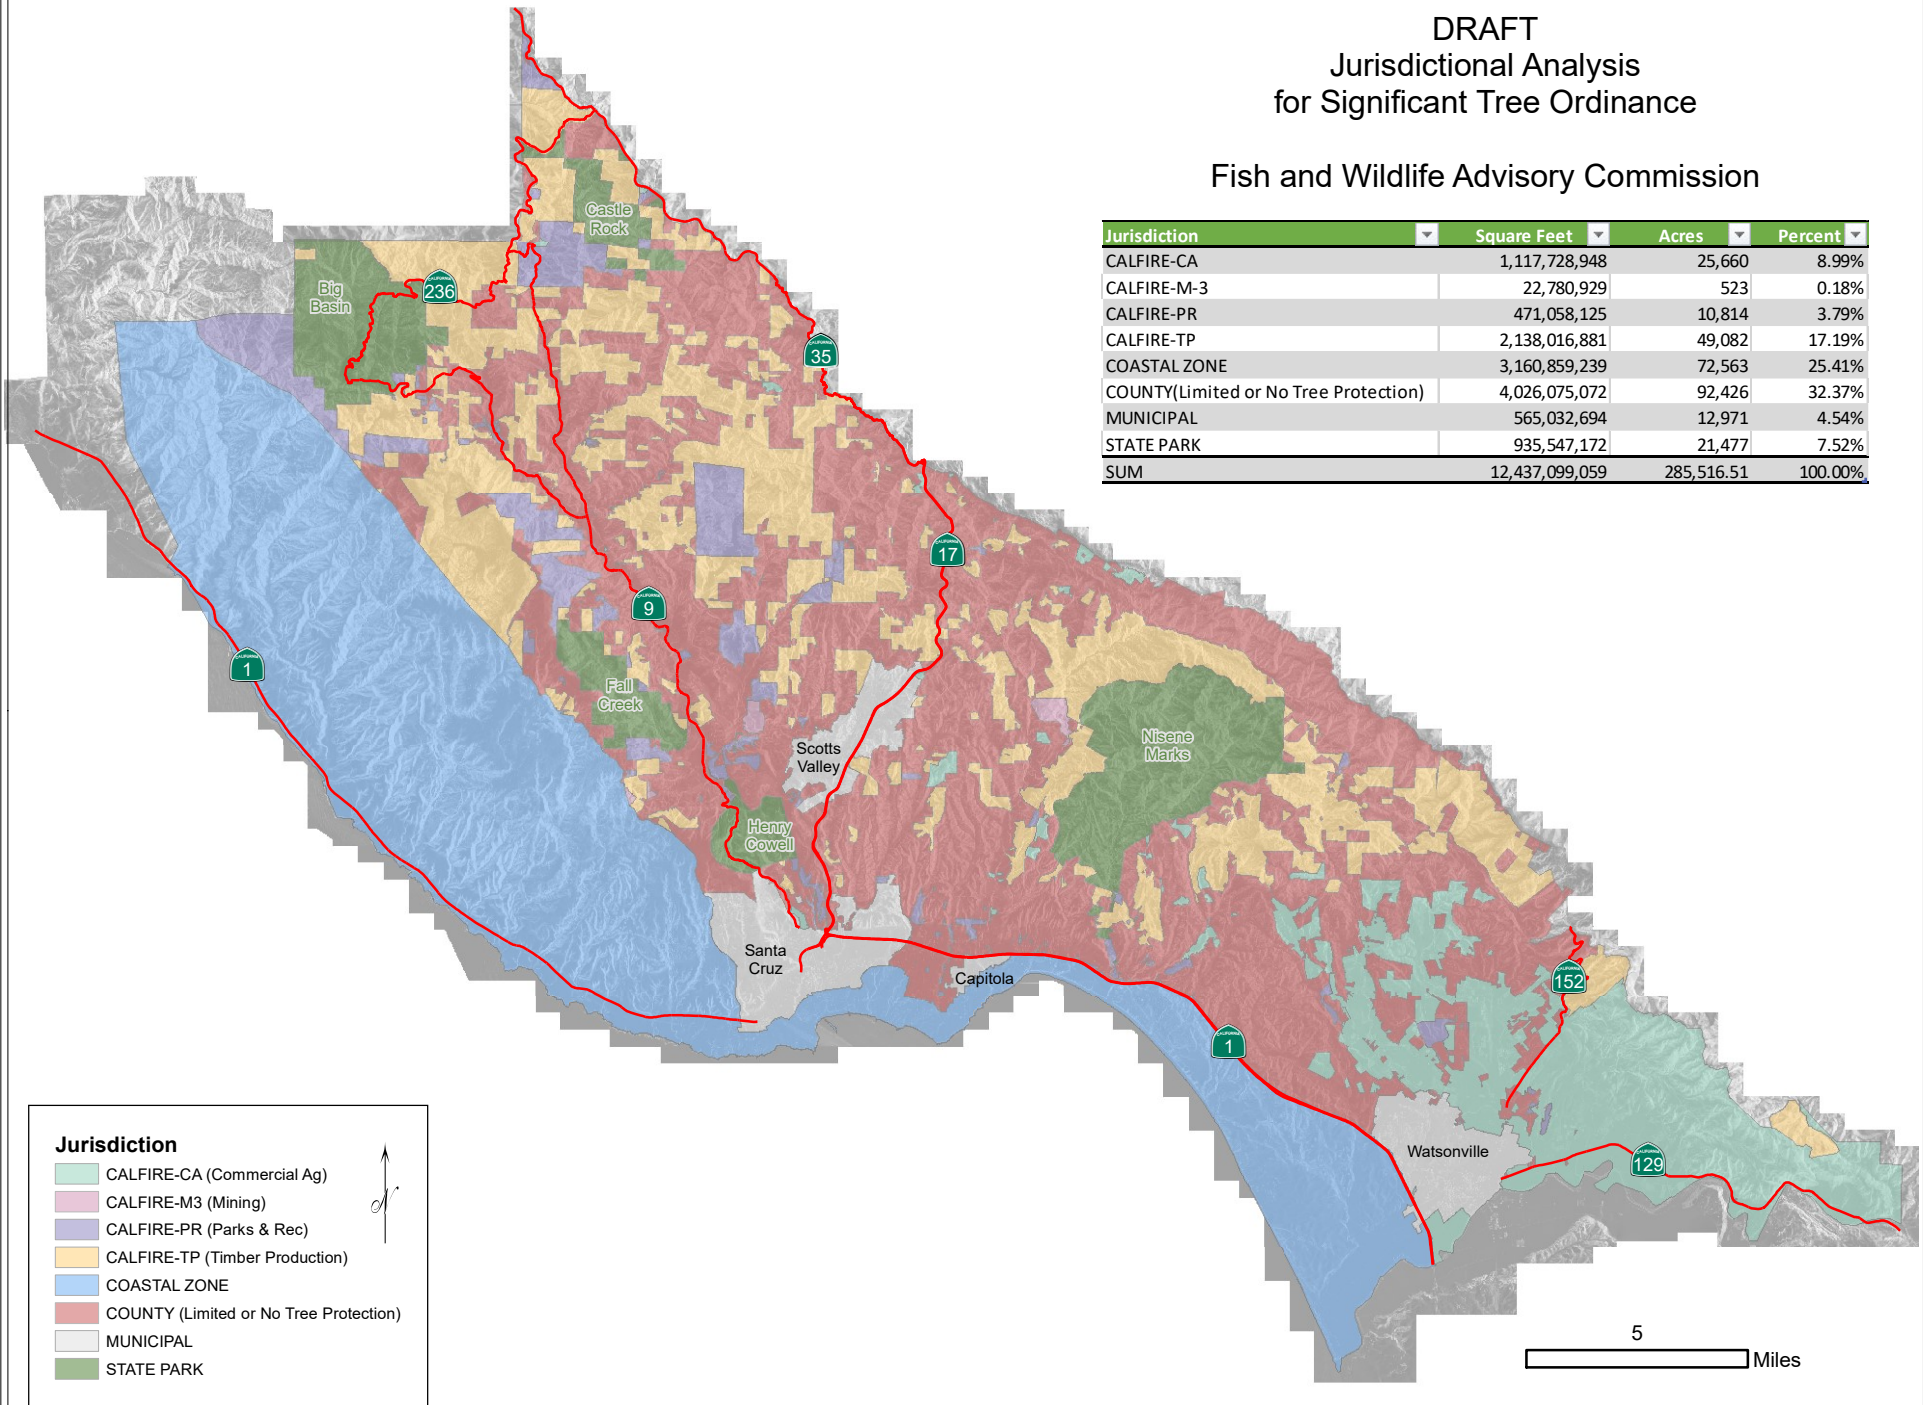 DRAFT
Jurisdictional Analysis
for Significant Tree Ordinance
Fish and Wildlife Advisory Commission
Jurisdiction Square Feet Acres Percent
CALFIRE-CA 1,117,728,948 25,660 8.99%
CALFIRE-M-3 22,780,929 523 0.18%
CALFIRE-PR 471,058,125 10,814 3.79%
CALFIRE-TP 2,138,016,881 49,082 17.19%
COASTAL ZONE 3,160,859,239 72,563 25.41%
COUNTY(Limited or No Tree Protection) 4,026,075,072 92,426 32.37%
MUNICIPAL 565,032,694 12,971 4.54%
STATE PARK 935,547,172 21,477 7.52%
SUM 12,437,099,059 285,516.51 100.00%
Castle
Rock
Big
Basin
CALIFORNIA
236
CALIFORNIA
35
CALIFORNIA
17
CALIFORNIA
9
CALIFORNIA
1
Fall
Creek
Scotts
Valley
Nisene
Marks
Henry
Cowell
Santa
Cruz
Capitola
CALIFORNIA
152
CALIFORNIA
1
Watsonville
CALIFORNIA
129
Jurisdiction
N
CALFIRE-CA (Commercial Ag)
CALFIRE-M3 (Mining)
CALFIRE-PR (Parks & Rec)
CALFIRE-TP (Timber Production)
COASTAL ZONE
COUNTY (Limited or No Tree Protection)
MUNICIPAL
STATE PARK
5
Miles